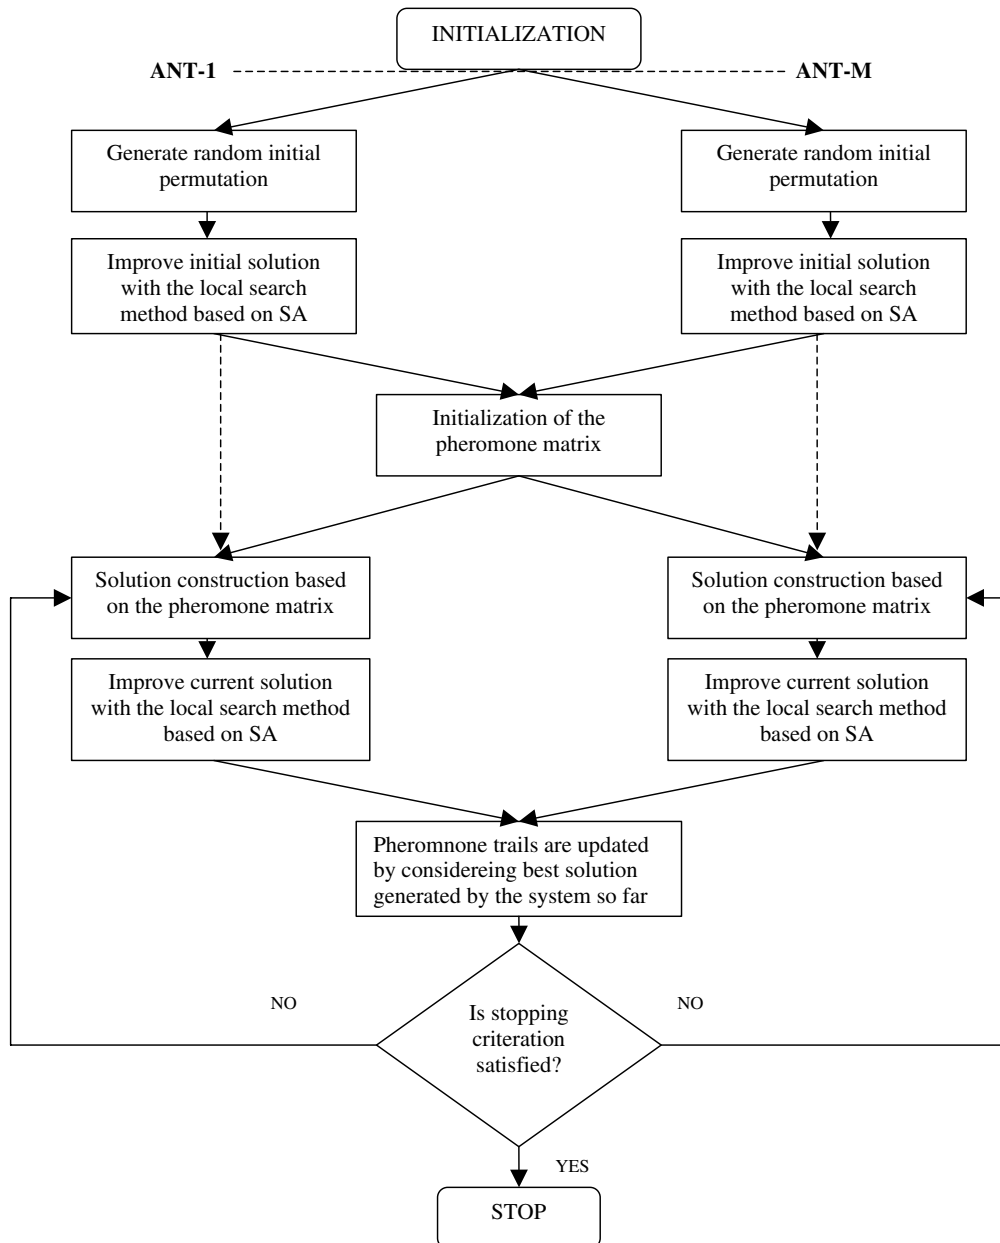 INITIALIZATION
ANT-1
ANT-M
Generate random initial
permutation
Generate random initial
permutation
Improve initial solution
with the local search
method based on SA
Improve initial solution
with the local search
method based on SA
Initialization of the
pheromone matrix
Solution construction based
on the pheromone matrix
Solution construction based
on the pheromone matrix
Improve current solution
with the local search method
based on SA
Improve current solution
with the local search method
based on SA
Pheromnone trails are updated
by considereing best solution
generated by the system so far
NO
NO
Is stopping
criteration
satisfied?
YES
STOP